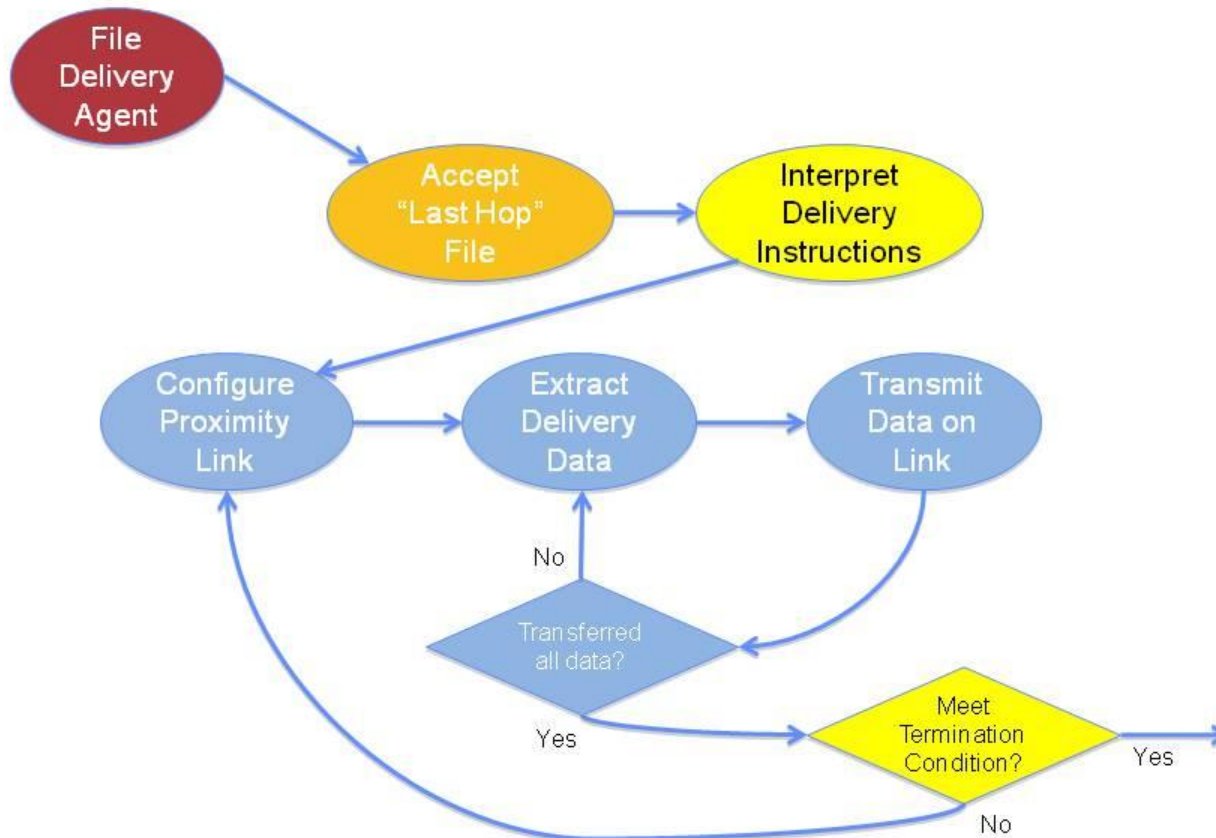 File
Delivery
Agent
Accept
“Last Hop”
File
Interpret
Delivery
Instructions
Configure
Proximity
Link
Extract
Delivery
Data
Transmit
Data on
Link
No
Transferred
all data?
Yes
Meet
Termination
Condition?
Yes
No